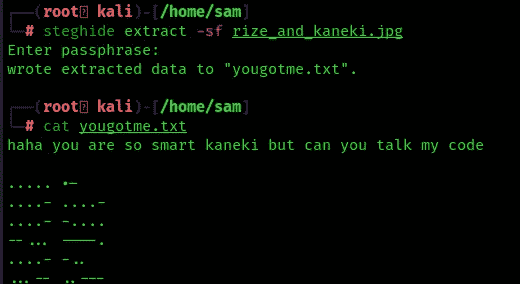 ┌──(root㉿ kali)-[/home/sam]
└─# steghide extract -sf rize_and_kaneki.jpg
Enter passphrase:
wrote extracted data to "yougotme.txt".
┌──(root㉿ kali)-[/home/sam]
└─# cat yougotme.txt
haha you are so smart kaneki but can you talk my code
..... .-
....- ....-
....- -....
--... ----.
....- -..
...-- ..---